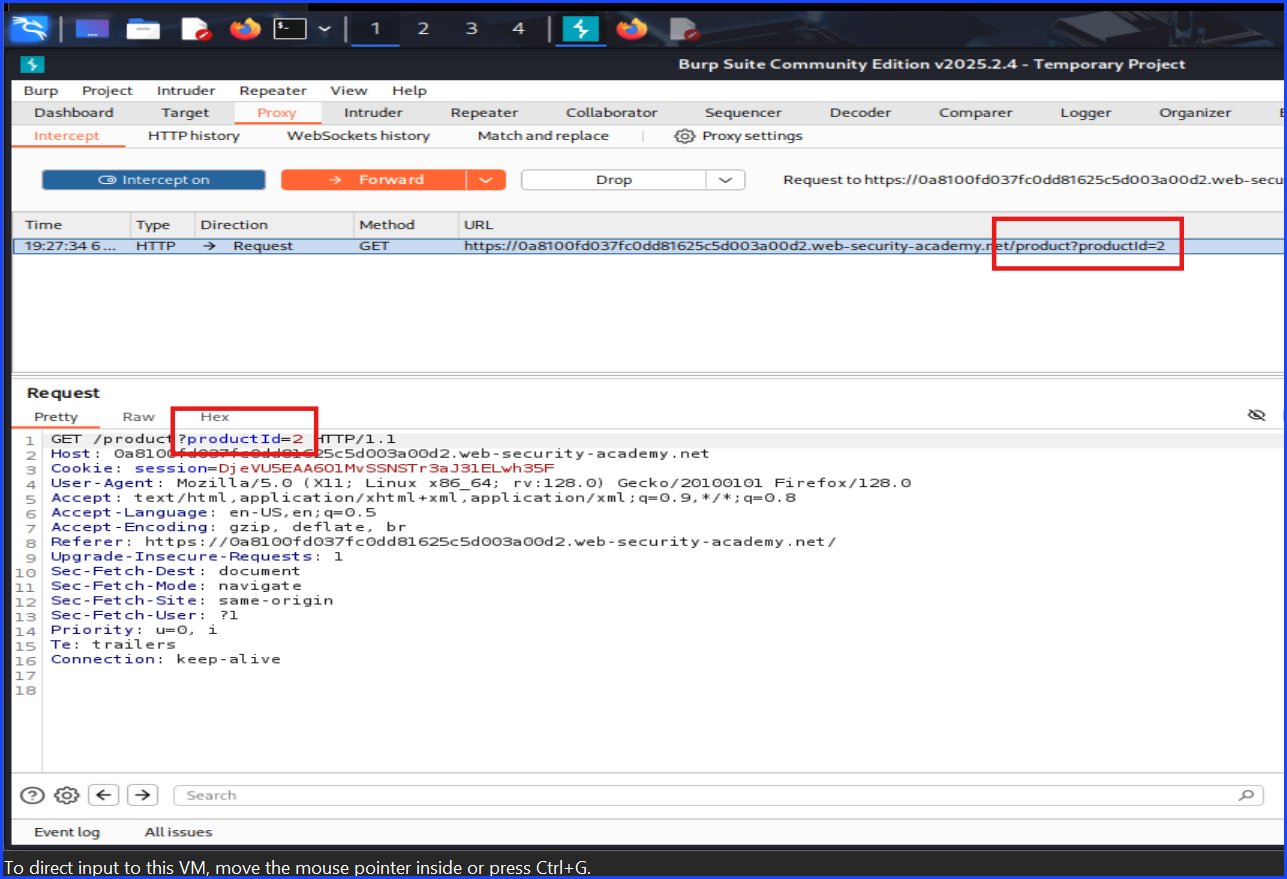 1 2 3 4
Burp Suite Community Edition v2025.2.4 - Temporary Project
Burp Project Intruder Repeater View Help
Dashboard Target Proxy Intruder Repeater Collaborator Sequencer Decoder Comparer Logger Organizer
Intercept HTTP history WebSockets history Match and replace Proxy settings
Intercept on Forward Drop Request to https://0a8100fd037fc0dd81625c5d003a00d2.web-secu
Time Type Direction Method URL
19:27:34 6 ... HTTP → Request GET https://0a8100fd037fc0dd81625c5d003a00d2.web-security-academy.net/product?productId=2
Request
Pretty Raw Hex
1 GET /product?productId=2 HTTP/1.1
2 Host: 0a8100fd037fc0dd81625c5d003a00d2.web-security-academy.net
3 Cookie: session=DjeVU5EAA6OlMvSSNSTr3aJ31ELwh35F
4 User-Agent: Mozilla/5.0 (X11; Linux x86_64; rv:128.0) Gecko/20100101 Firefox/128.0
5 Accept: text/html,application/xhtml+xml,application/xml;q=0.9,*/*;q=0.8
6 Accept-Language: en-US,en;q=0.5
7 Accept-Encoding: gzip, deflate, br
8 Referer: https://0a8100fd037fc0dd81625c5d003a00d2.web-security-academy.net/
9 Upgrade-Insecure-Requests: 1
10 Sec-Fetch-Dest: document
11 Sec-Fetch-Mode: navigate
12 Sec-Fetch-Site: same-origin
13 Sec-Fetch-User: ?1
14 Priority: u=0, i
15 Te: trailers
16 Connection: keep-alive
17
18
Search
Event log All issues
To direct input to this VM, move the mouse pointer inside or press Ctrl+G.